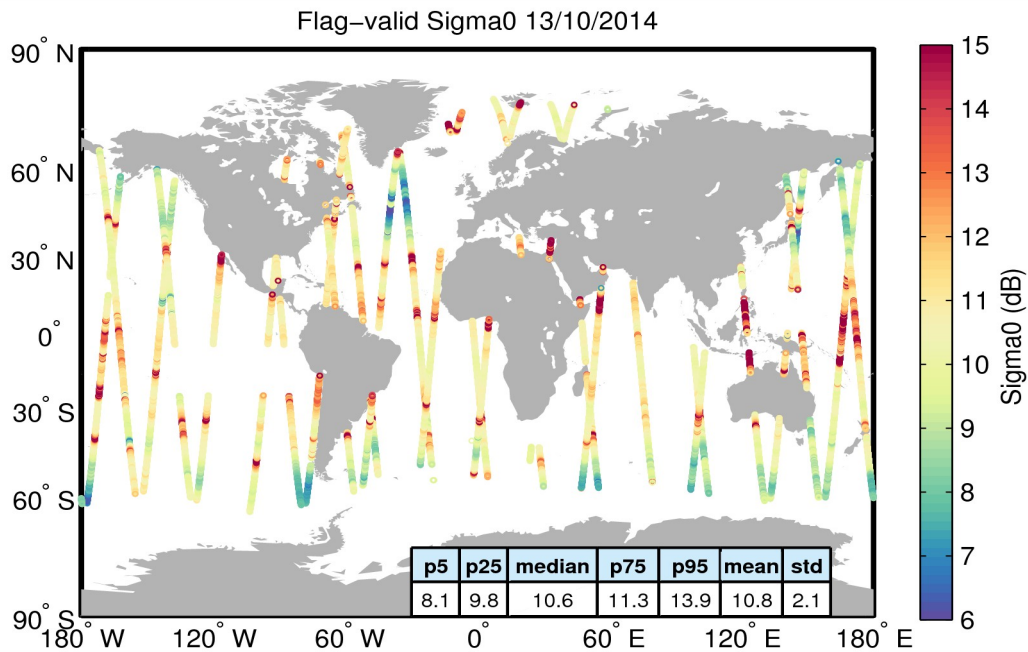 Flag−valid Sigma0 13/10/2014
90° N
60° N
30° N
0°
30° S
60° S
90° S
180° W
120° W
60° W
0°
60° E
120° E
180° E
p5 p25 median p75 p95 mean std
8.1 9.8 10.6 11.3 13.9 10.8 2.1
15
14
13
12
11
10
9
8
7
6
Sigma0 (dB)